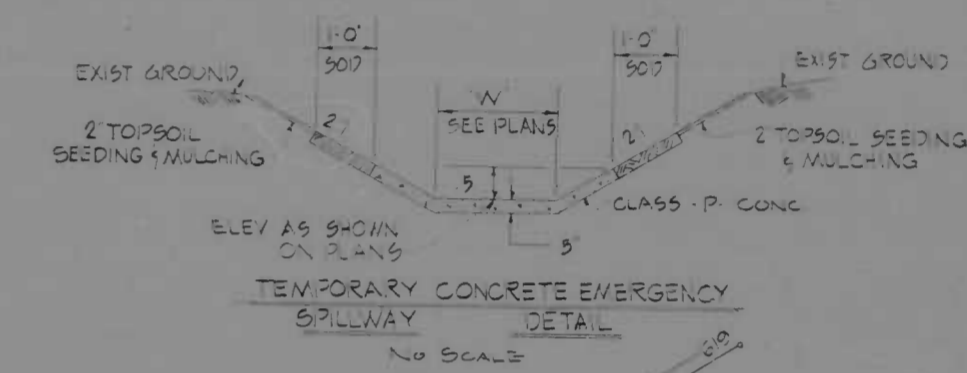 1'-0"
SOD
1'-0"
SOD
EXIST GROUND
EXIST GROUND
"W"
SEE PLANS
2" TOPSOIL
SEEDING & MULCHING
2:1
2:1
2" TOPSOIL SEEDING
& MULCHING
5
CLASS - P - CONC
ELEV AS SHOWN
ON PLANS
5"
TEMPORARY CONCRETE EMERGENCY
SPILLWAY DETAIL
NO SCALE
619